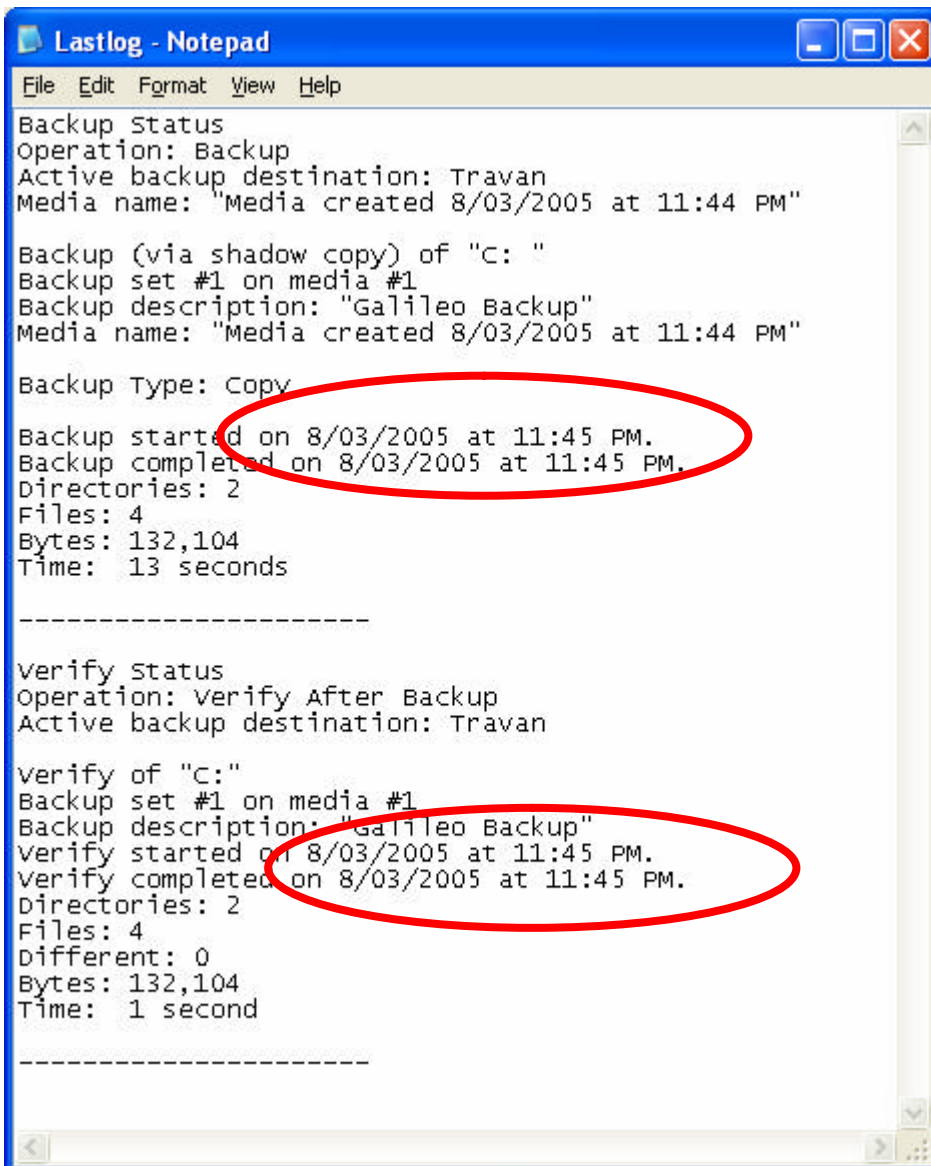 Lastlog - Notepad
File Edit Format View Help
Backup Status
Operation: Backup
Active backup destination: Travan
Media name: "Media created 8/03/2005 at 11:44 PM"
Backup (via shadow copy) of "C: "
Backup set #1 on media #1
Backup description: "Galileo Backup"
Media name: "Media created 8/03/2005 at 11:44 PM"
Backup Type: Copy
Backup started on 8/03/2005 at 11:45 PM.
Backup completed on 8/03/2005 at 11:45 PM.
Directories: 2
Files: 4
Bytes: 132,104
Time:  13 seconds
----------------------
Verify Status
Operation: Verify After Backup
Active backup destination: Travan
Verify of "C:"
Backup set #1 on media #1
Backup description: "Galileo Backup"
Verify started on 8/03/2005 at 11:45 PM.
Verify completed on 8/03/2005 at 11:45 PM.
Directories: 2
Files: 4
Different: 0
Bytes: 132,104
Time:  1 second
----------------------